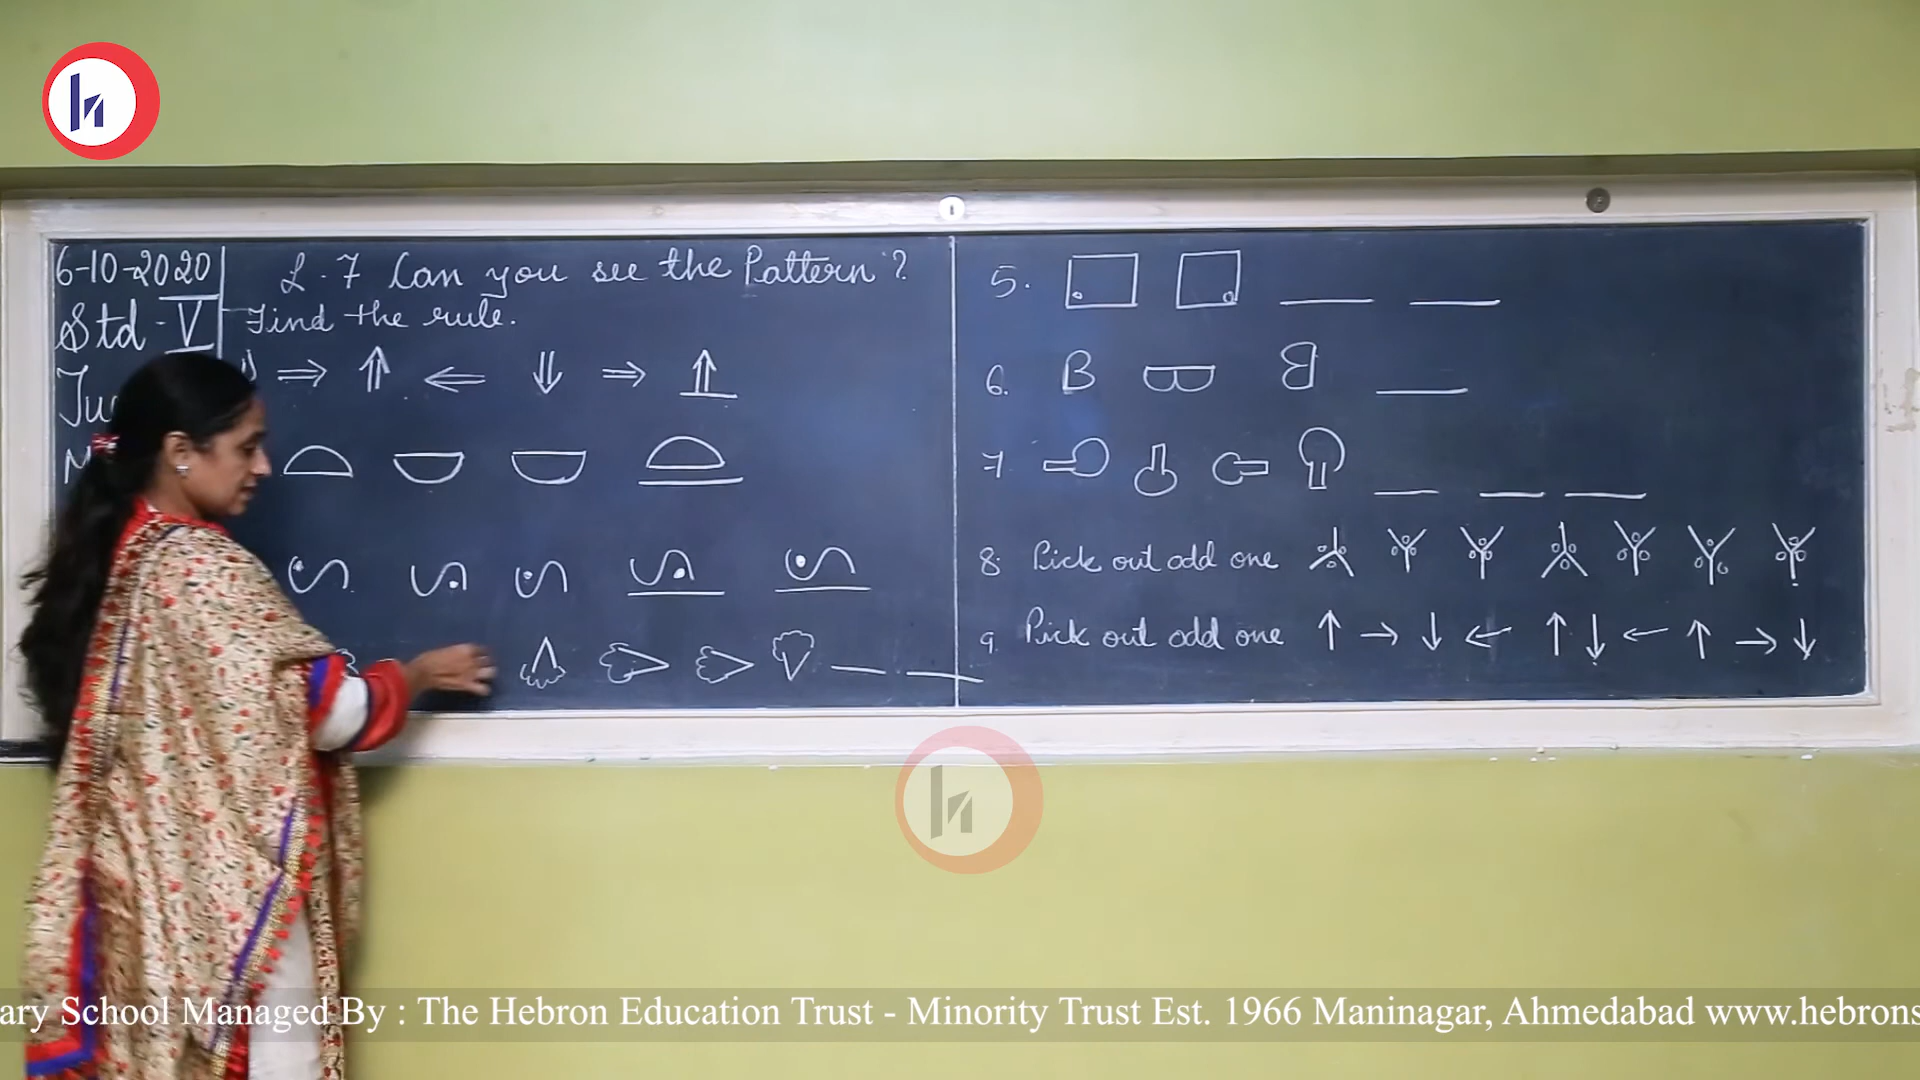 6-10-2020
Std - V
L. 7 Can you see the Pattern ?
Find the rule.
5.
6. B B B
7.
8. Pick out odd one
9. Pick out odd one ↑ → ↓ ← ↑ ↓ ← ↑ → ↓
ary School Managed By : The Hebron Education Trust - Minority Trust Est. 1966 Maninagar, Ahmedabad www.hebrons